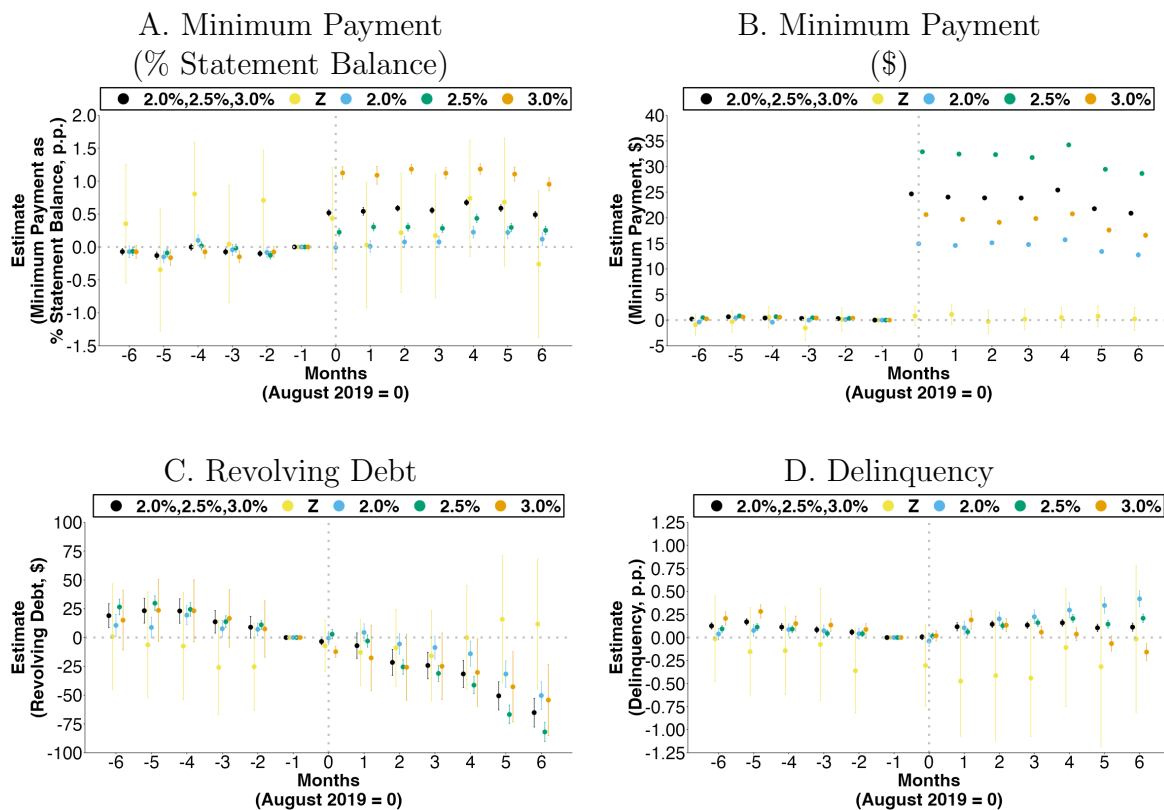 A. Minimum Payment
(% Statement Balance)
2.0%,2.5%,3.0% Z 2.0% 2.5% 3.0%
Estimate
(Minimum Payment as
% Statement Balance, p.p.)
2.0
1.5
1.0
0.5
0.0
-0.5
-1.0
-1.5
-6 -5 -4 -3 -2 -1 0 1 2 3 4 5 6
Months
(August 2019 = 0)
B. Minimum Payment
($)
2.0%,2.5%,3.0% Z 2.0% 2.5% 3.0%
Estimate
(Minimum Payment, $)
40
35
30
25
20
15
10
5
0
-5
-6 -5 -4 -3 -2 -1 0 1 2 3 4 5 6
Months
(August 2019 = 0)
C. Revolving Debt
2.0%,2.5%,3.0% Z 2.0% 2.5% 3.0%
Estimate
(Revolving Debt, $)
100
75
50
25
0
-25
-50
-75
-100
-6 -5 -4 -3 -2 -1 0 1 2 3 4 5 6
Months
(August 2019 = 0)
D. Delinquency
2.0%,2.5%,3.0% Z 2.0% 2.5% 3.0%
Estimate
(Delinquency, p.p.)
1.25
1.00
0.75
0.50
0.25
0.00
-0.25
-0.50
-0.75
-1.00
-1.25
-6 -5 -4 -3 -2 -1 0 1 2 3 4 5 6
Months
(August 2019 = 0)